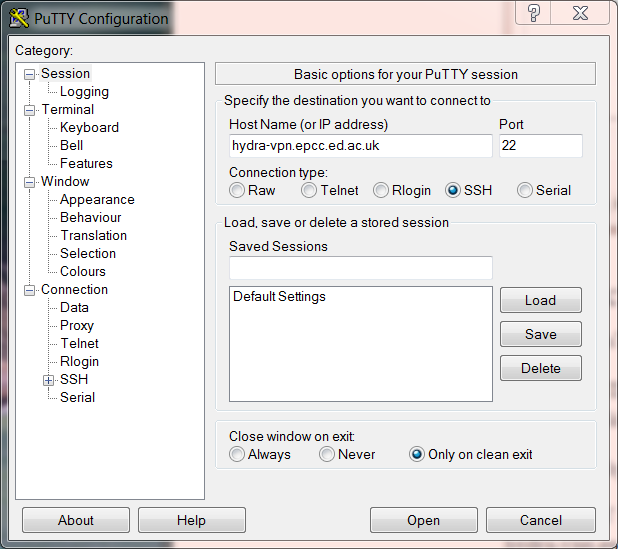 PuTTY Configuration
?
Category:
Session
Logging
Terminal
Keyboard
Bell
Features
Window
Appearance
Behaviour
Translation
Selection
Colours
Connection
Data
Proxy
Telnet
Rlogin
SSH
Serial
Basic options for your PuTTY session
Specify the destination you want to connect to
Host Name (or IP address) Port
hydra-vpn.epcc.ed.ac.uk 22
Connection type:
Raw Telnet Rlogin SSH Serial
Load, save or delete a stored session
Saved Sessions
Default Settings
Load
Save
Delete
Close window on exit:
Always Never Only on clean exit
About Help Open Cancel